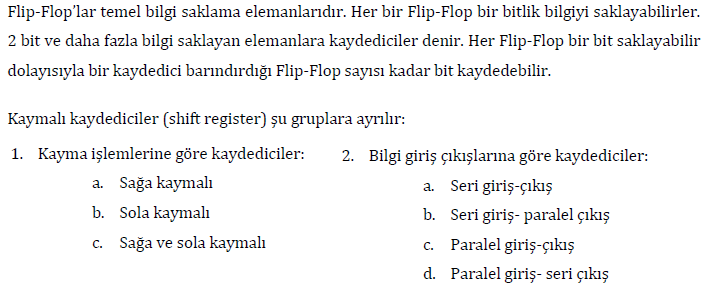 Flip-Flop'lar temel bilgi saklama elemanlarıdır. Her bir Flip-Flop bir bitlik bilgiyi saklayabilirler.
2 bit ve daha fazla bilgi saklayan elemanlara kaydediciler denir. Her Flip-Flop bir bit saklayabilir
dolayısıyla bir kaydedici barındırdığı Flip-Flop sayısı kadar bit kaydedebilir.
Kaymalı kaydediciler (shift register) şu gruplara ayrılır:
1. Kayma işlemlerine göre kaydediciler:
a. Sağa kaymalı
b. Sola kaymalı
c. Sağa ve sola kaymalı
2. Bilgi giriş çıkışlarına göre kaydediciler:
a. Seri giriş-çıkış
b. Seri giriş- paralel çıkış
c. Paralel giriş-çıkış
d. Paralel giriş- seri çıkış